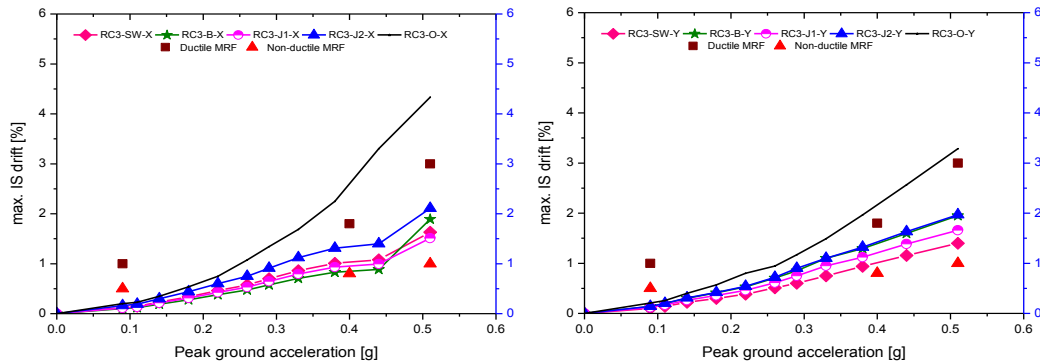 RC3-SW-X RC3-B-X RC3-J1-X RC3-J2-X RC3-O-X
Ductile MRF Non-ductile MRF
max. IS drift [%]
6 6
5 5
4 4
3 3
2 2
1 1
0 0
0.0 0.1 0.2 0.3 0.4 0.5 0.6
Peak ground acceleration [g]
RC3-SW-Y RC3-B-Y RC3-J1-Y RC3-J2-Y RC3-O-Y
Ductile MRF Non-ductile MRF
max. IS drift [%]
6 6
5 5
4 4
3 3
2 2
1 1
0 0
0.0 0.1 0.2 0.3 0.4 0.5 0.6
Peak ground acceleration [g]